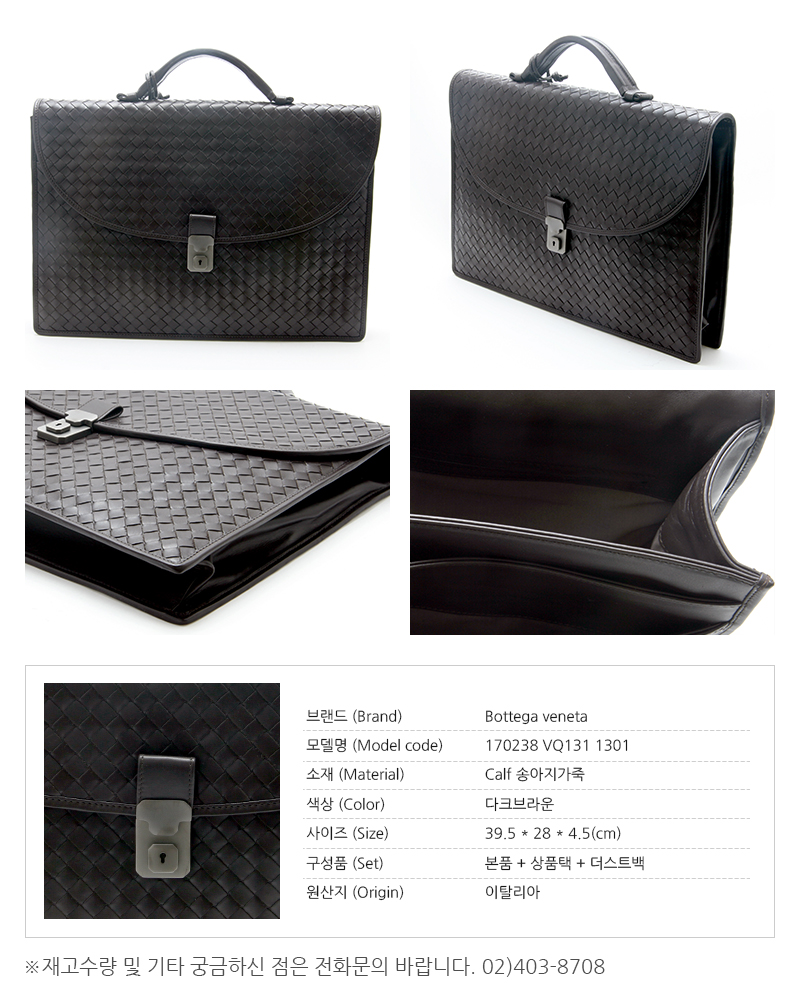 브랜드 (Brand) Bottega veneta
모델명 (Model code) 170238 VQ131 1301
소재 (Material) Calf 송아지가죽
색상 (Color) 다크브라운
사이즈 (Size) 39.5 * 28 * 4.5(cm)
구성품 (Set) 본품 + 상품택 + 더스트백
원산지 (Origin) 이탈리아
※재고수량 및 기타 궁금하신 점은 전화문의 바랍니다. 02)403-8708